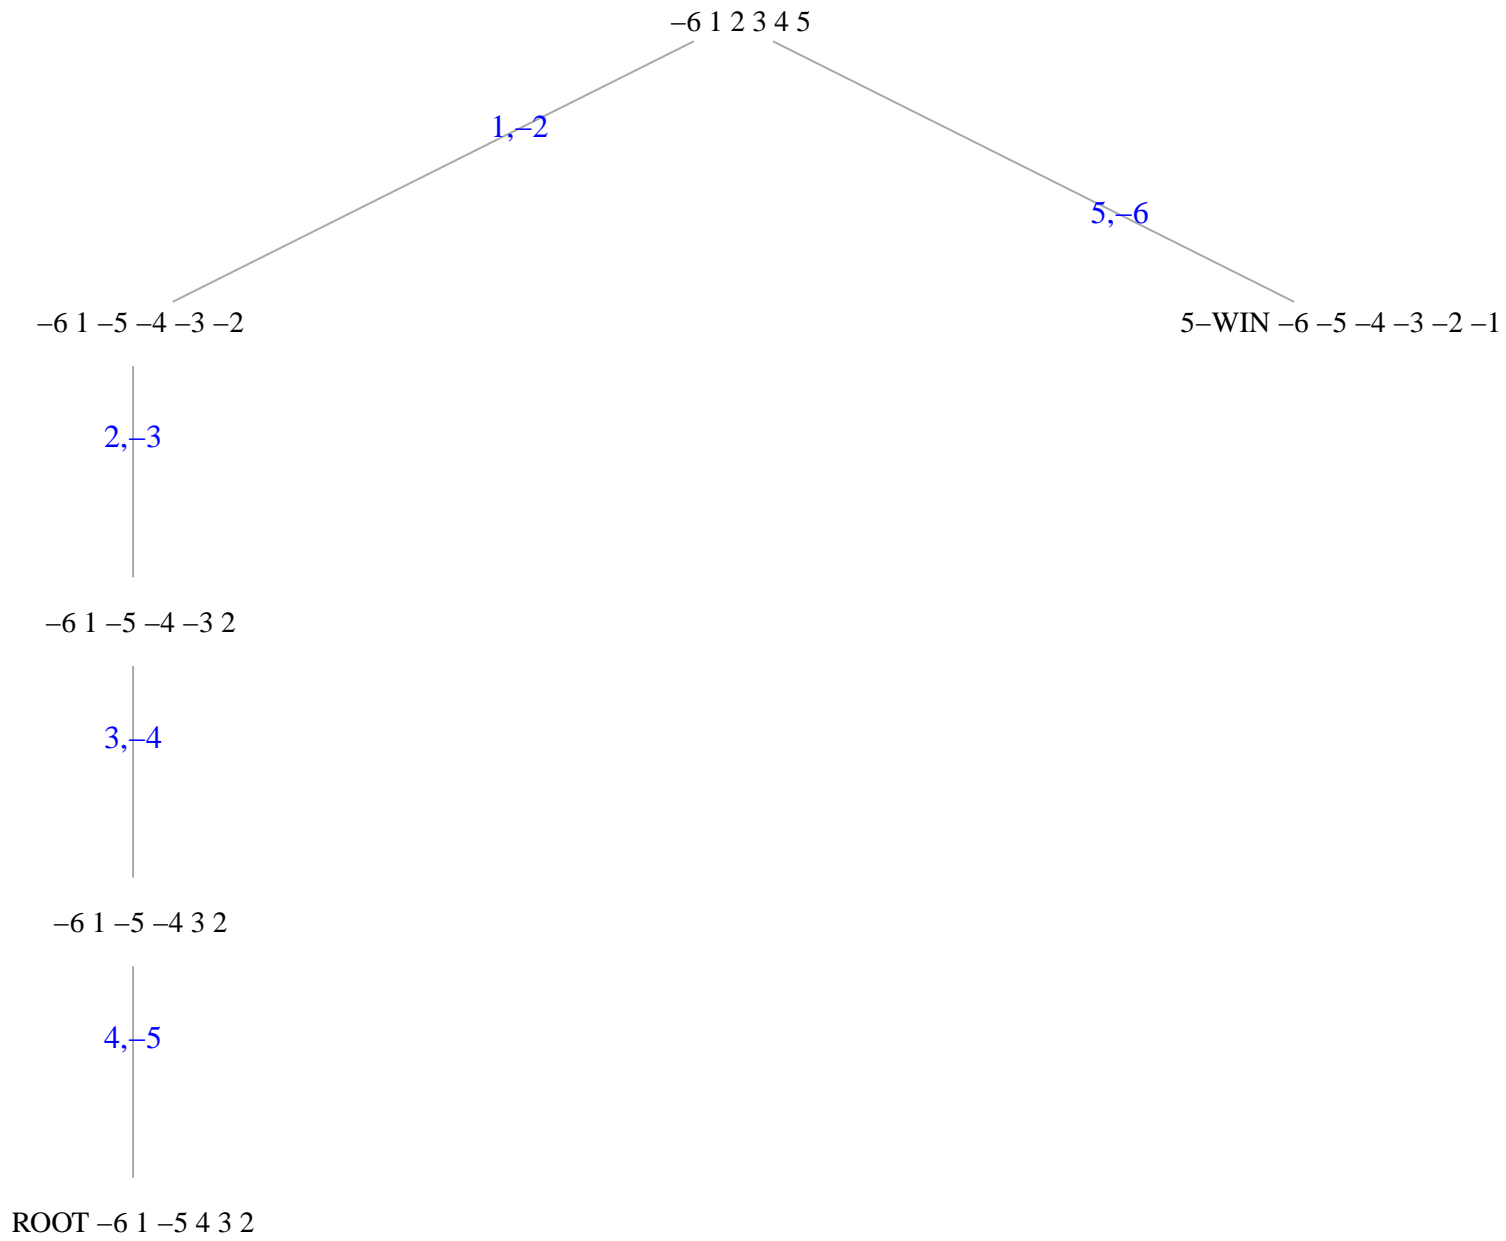 –6 1 2 3 4 5
1,–2
5,–6
–6 1 –5 –4 –3 –2
5–WIN –6 –5 –4 –3 –2 –1
2,–3
–6 1 –5 –4 –3 2
3,–4
–6 1 –5 –4 3 2
4,–5
ROOT –6 1 –5 4 3 2